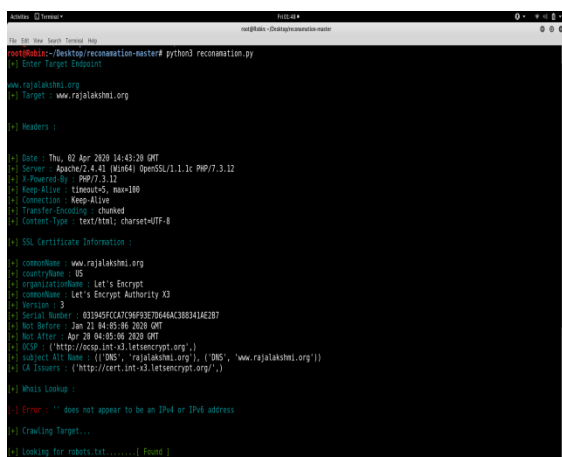 Activities Terminal▾ Fri 01:48
root@Robin: ~/Desktop/reconamation-master
File Edit View Search Terminal Help
root@Robin:~/Desktop/reconamation-master# python3 reconamation.py
[+] Enter Target Endpoint
www.rajalakshmi.org
[+] Target : www.rajalakshmi.org
[+] Headers :
[+] Date : Thu, 02 Apr 2020 14:43:20 GMT
[+] Server : Apache/2.4.41 (Win64) OpenSSL/1.1.1c PHP/7.3.12
[+] X-Powered-By : PHP/7.3.12
[+] Keep-Alive : timeout=5, max=100
[+] Connection : Keep-Alive
[+] Transfer-Encoding : chunked
[+] Content-Type : text/html; charset=UTF-8
[+] SSL Certificate Information :
[+] commonName : www.rajalakshmi.org
[+] countryName : US
[+] organizationName : Let's Encrypt
[+] commonName : Let's Encrypt Authority X3
[+] Version : 3
[+] Serial Number : 031945FCCA7C96F93E7D646AC388341AE2B7
[+] Not Before : Jan 21 04:05:06 2020 GMT
[+] Not After : Apr 20 04:05:06 2020 GMT
[+] OCSP : ('http://ocsp.int-x3.letsencrypt.org',)
[+] subject Alt Name : (('DNS', 'rajalakshmi.org'), ('DNS', 'www.rajalakshmi.org'))
[+] CA Issuers : ('http://cert.int-x3.letsencrypt.org/',)
[+] Whois Lookup :
[-] Error : '' does not appear to be an IPv4 or IPv6 address
[+] Crawling Target...
[+] Looking for robots.txt........[ Found ]